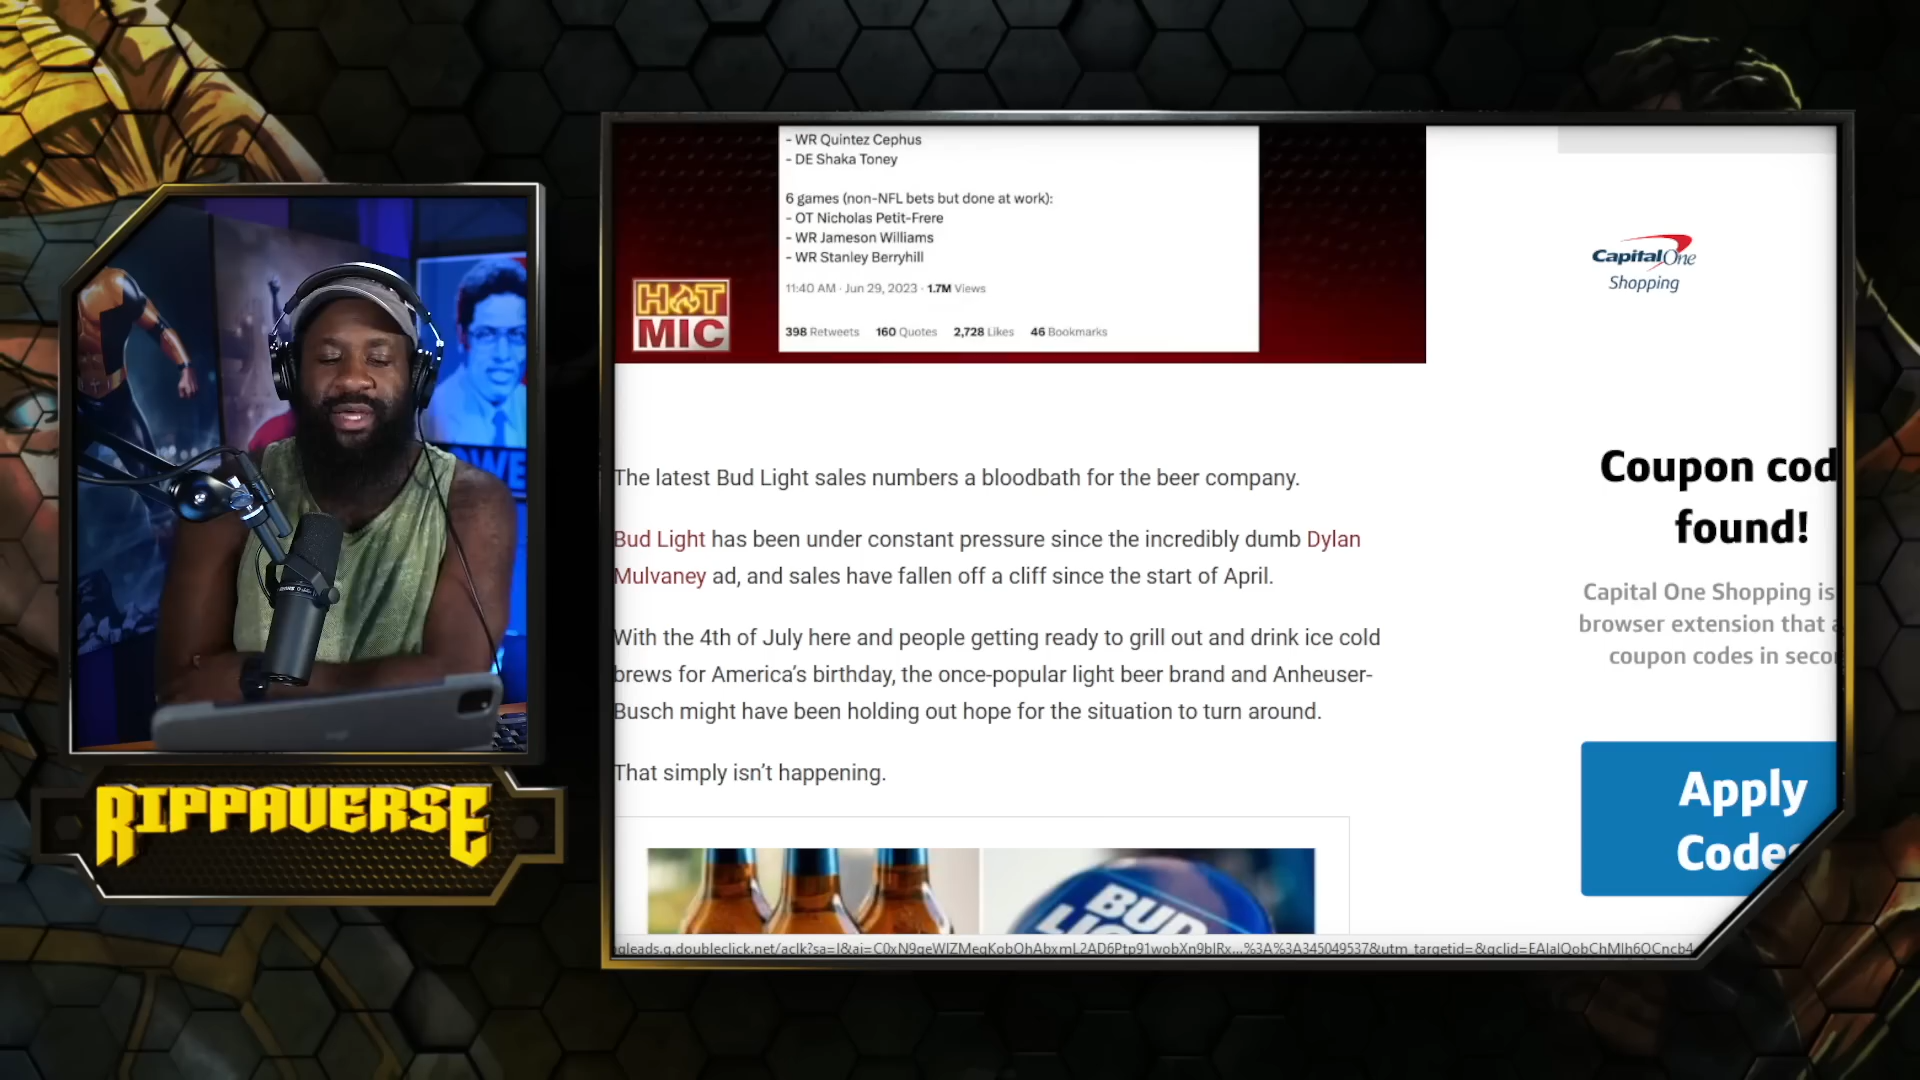 - WR Quintez Cephus
- DE Shaka Toney
6 games (non-NFL bets but done at work):
- OT Nicholas Petit-Frere
- WR Jameson Williams
- WR Stanley Berryhill
11:40 AM · Jun 29, 2023 · 1.7M Views
398 Retweets 160 Quotes 2,728 Likes 46 Bookmarks
HOT
MIC
The latest Bud Light sales numbers a bloodbath for the beer company.
Bud Light has been under constant pressure since the incredibly dumb Dylan
Mulvaney ad, and sales have fallen off a cliff since the start of April.
With the 4th of July here and people getting ready to grill out and drink ice cold
brews for America's birthday, the once-popular light beer brand and Anheuser-
Busch might have been holding out hope for the situation to turn around.
That simply isn't happening.
BUD
Capital One
Shopping
Coupon cod
found!
Capital One Shopping is
browser extension that
coupon codes in seco
Apply
Codes
RIPPAVERSE